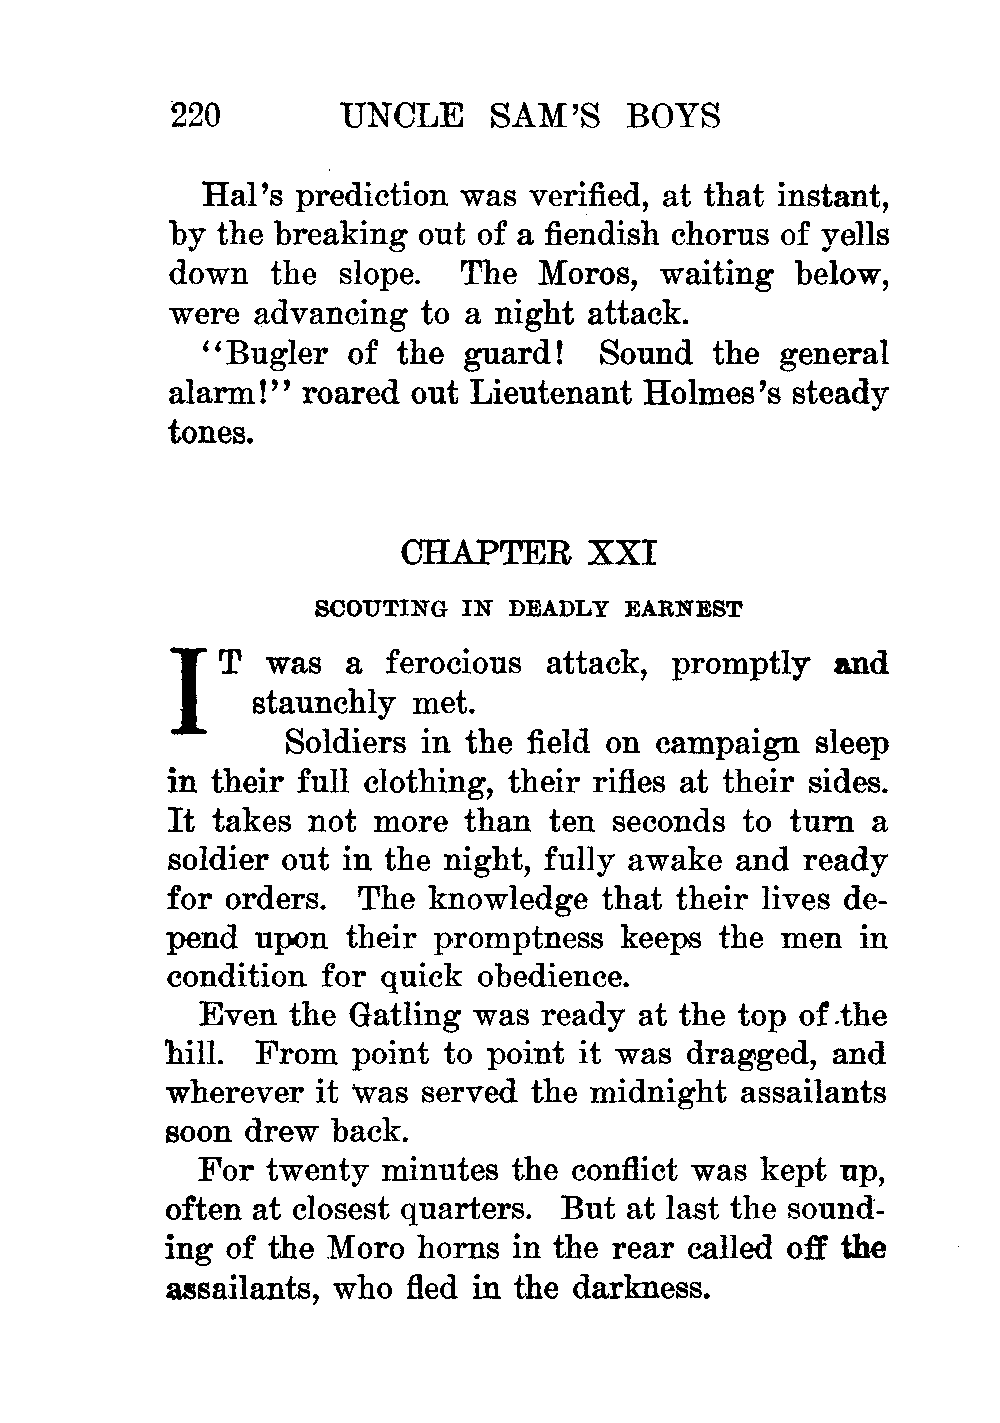 220 UNCLE SAM'S BOYS
Hal's prediction was verified, at that instant,
by the breaking out of a fiendish chorus of yells
down the slope. The Moros, waiting below,
were advancing to a night attack.
“Bugler of the guard! Sound the general
alarm!” roared out Lieutenant Holmes's steady
tones.
CHAPTER XXI
SCOUTING IN DEADLY EARNEST
IT was a ferocious attack, promptly and
staunchly met.
Soldiers in the field on campaign sleep
in their full clothing, their rifles at their sides.
It takes not more than ten seconds to turn a
soldier out in the night, fully awake and ready
for orders. The knowledge that their lives de-
pend upon their promptness keeps the men in
condition for quick obedience.
Even the Gatling was ready at the top of the
hill. From point to point it was dragged, and
wherever it was served the midnight assailants
soon drew back.
For twenty minutes the conflict was kept up,
often at closest quarters. But at last the sound-
ing of the Moro horns in the rear called off the
assailants, who fled in the darkness.